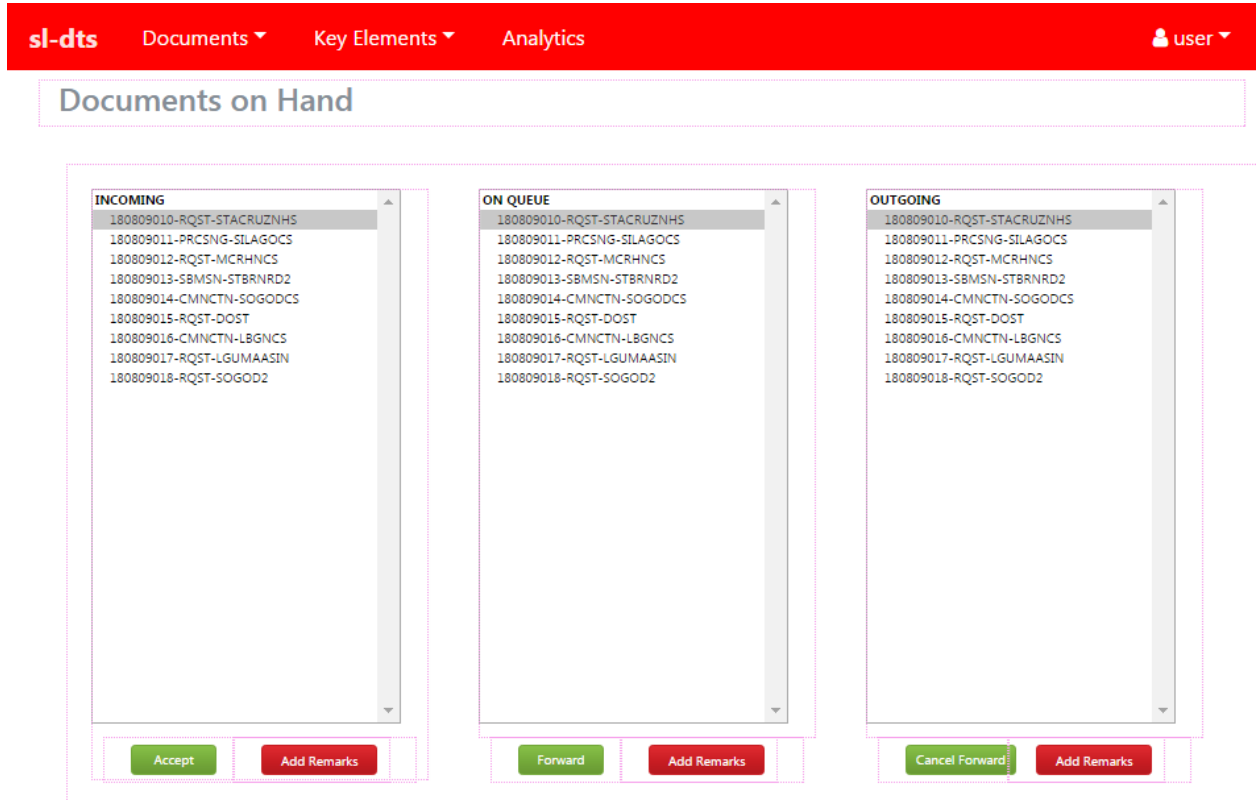 sl-dts Documents Key Elements Analytics user
Documents on Hand
INCOMING
180809010-RQST-STACRUZNHS
180809011-PRCSNG-SILAGOCS
180809012-RQST-MCRHNCS
180809013-SBMSN-STBRNRD2
180809014-CMNCTN-SOGODCS
180809015-RQST-DOST
180809016-CMNCTN-LBGNCS
180809017-RQST-LGUMAASIN
180809018-RQST-SOGOD2
Accept Add Remarks
ON QUEUE
180809010-RQST-STACRUZNHS
180809011-PRCSNG-SILAGOCS
180809012-RQST-MCRHNCS
180809013-SBMSN-STBRNRD2
180809014-CMNCTN-SOGODCS
180809015-RQST-DOST
180809016-CMNCTN-LBGNCS
180809017-RQST-LGUMAASIN
180809018-RQST-SOGOD2
Forward Add Remarks
OUTGOING
180809010-RQST-STACRUZNHS
180809011-PRCSNG-SILAGOCS
180809012-RQST-MCRHNCS
180809013-SBMSN-STBRNRD2
180809014-CMNCTN-SOGODCS
180809015-RQST-DOST
180809016-CMNCTN-LBGNCS
180809017-RQST-LGUMAASIN
180809018-RQST-SOGOD2
Cancel Forward Add Remarks